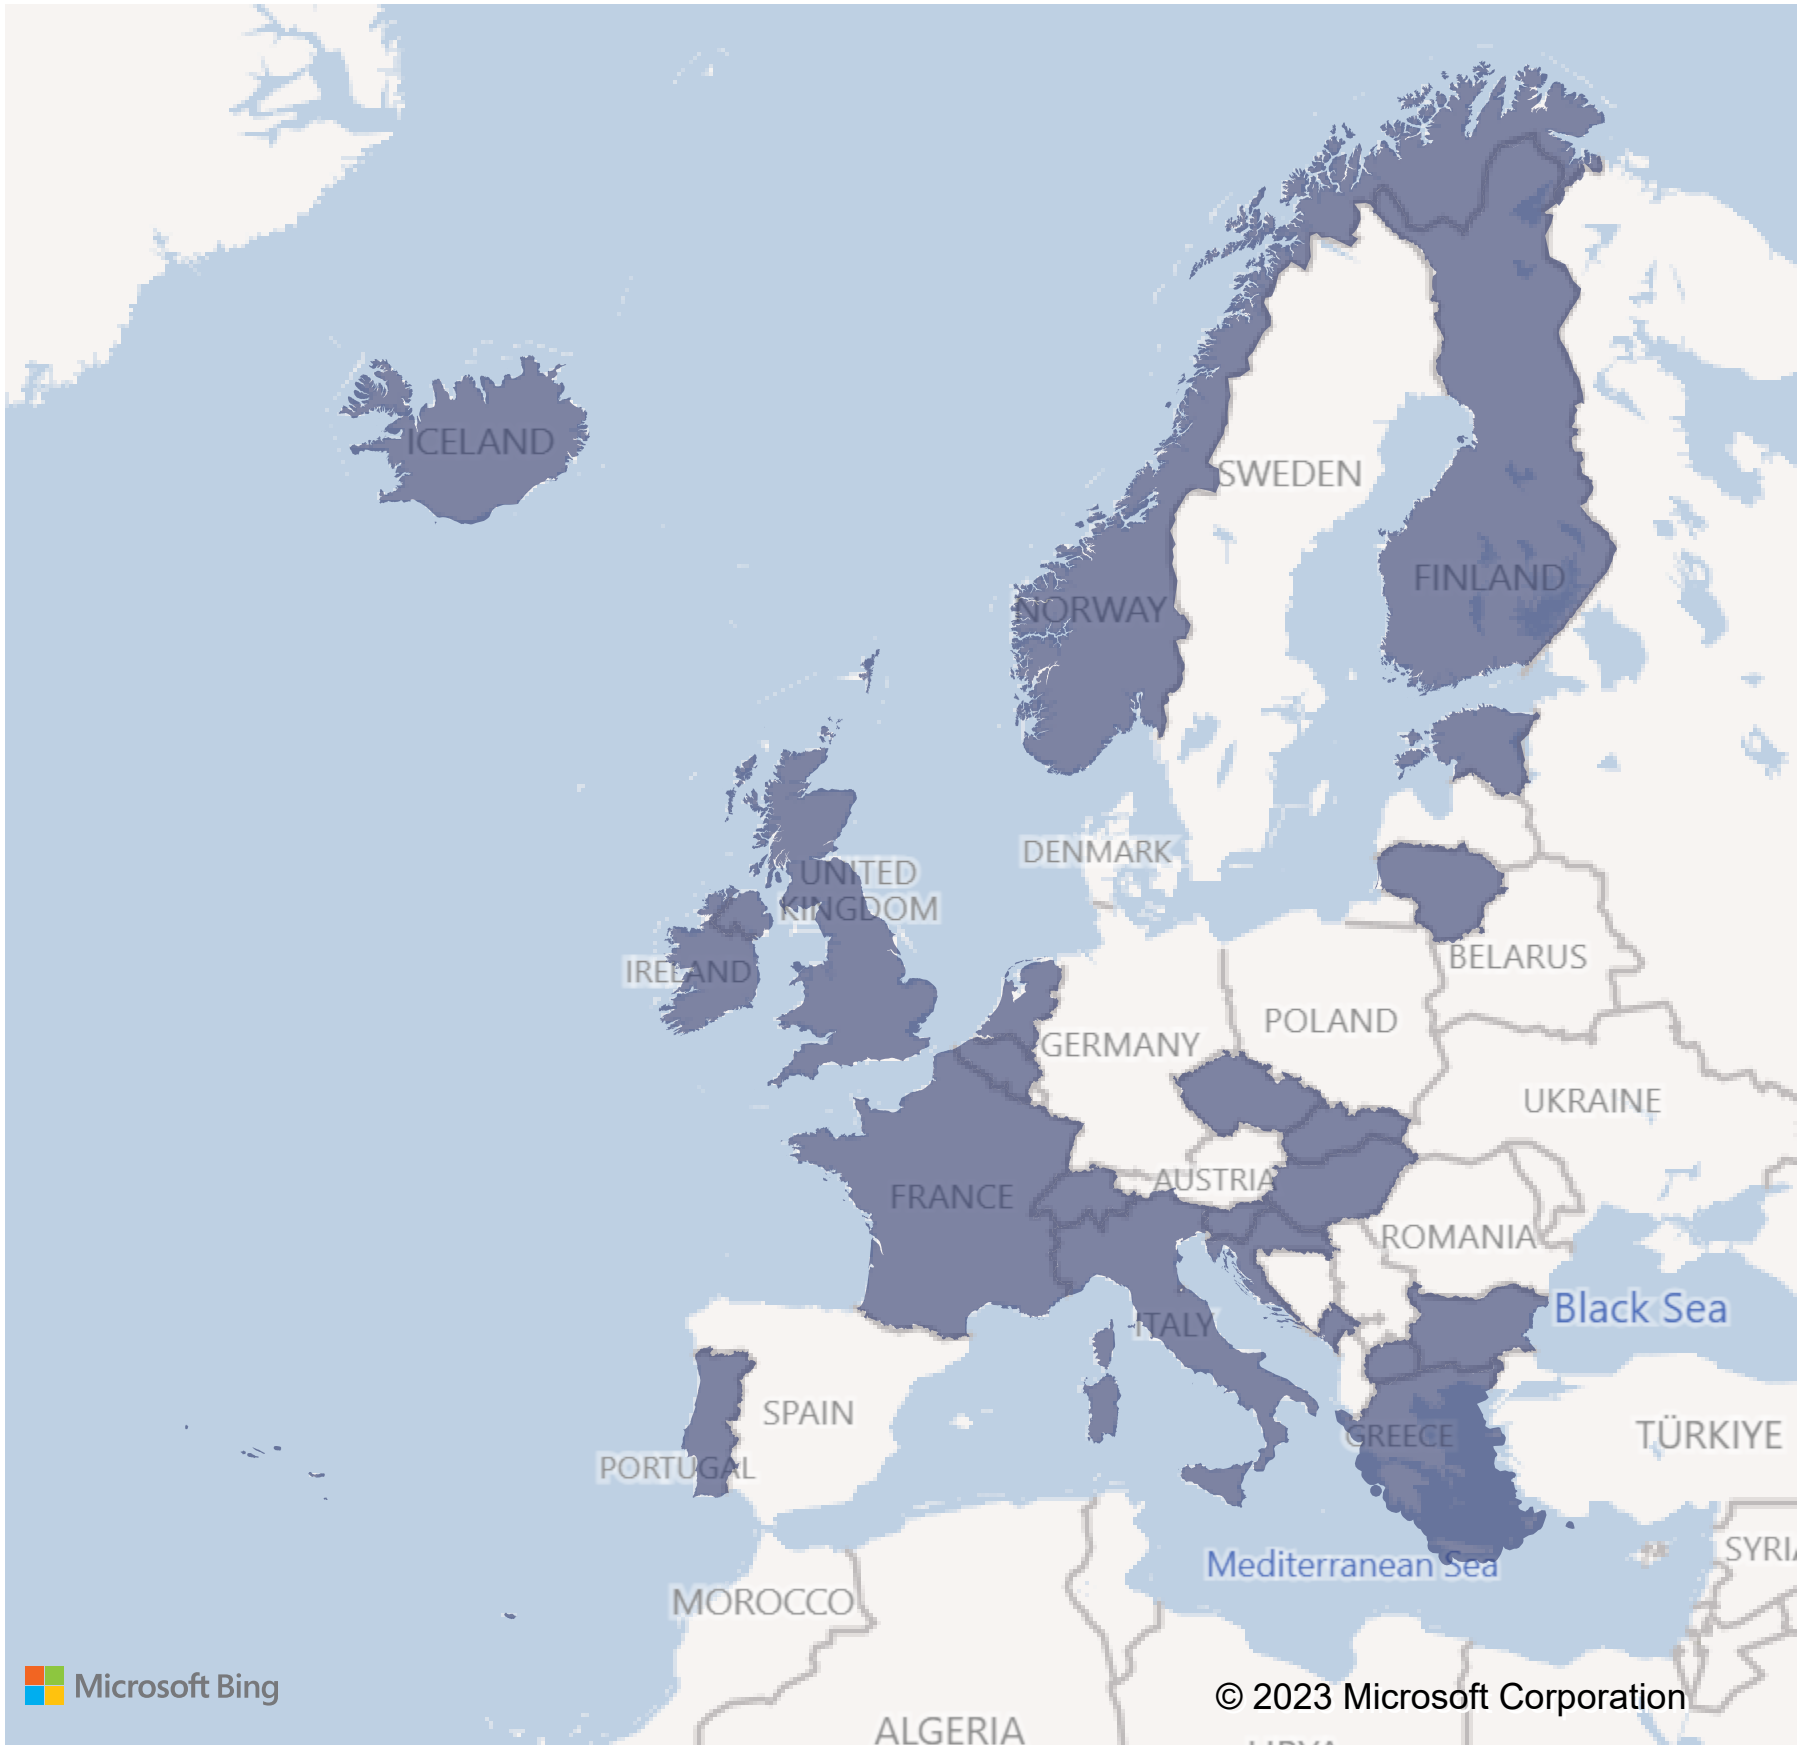 ICELAND
SWEDEN
FINLAND
NORWAY
DENMARK
UNITED
KINGDOM
IRELAND
BELARUS
POLAND
GERMANY
UKRAINE
AUSTRIA
FRANCE
ROMANIA
Black Sea
ITALY
SPAIN
GREECE
TÜRKIYE
PORTUGAL
Mediterranean Sea
MOROCCO
Microsoft Bing
© 2023 Microsoft Corporation
ALGERIA